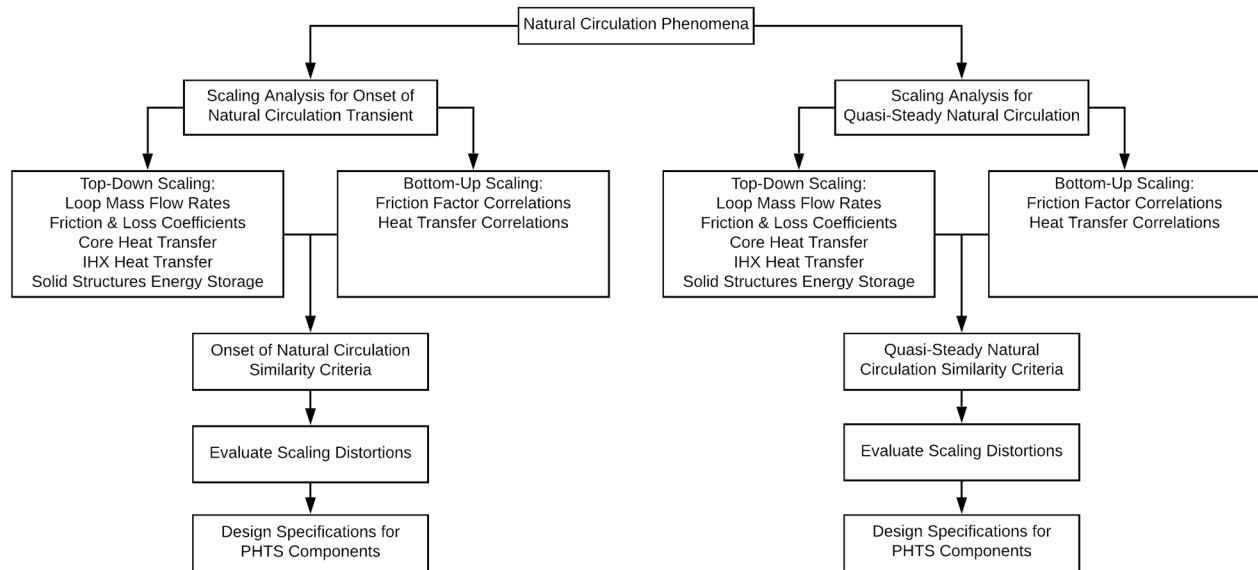 Natural Circulation Phenomena
Scaling Analysis for Onset of
Natural Circulation Transient
Top-Down Scaling:
Loop Mass Flow Rates
Friction & Loss Coefficients
Core Heat Transfer
IHX Heat Transfer
Solid Structures Energy Storage
Bottom-Up Scaling:
Friction Factor Correlations
Heat Transfer Correlations
Onset of Natural Circulation
Similarity Criteria
Evaluate Scaling Distortions
Design Specifications for
PHTS Components
Scaling Analysis for
Quasi-Steady Natural Circulation
Top-Down Scaling:
Loop Mass Flow Rates
Friction & Loss Coefficients
Core Heat Transfer
IHX Heat Transfer
Solid Structures Energy Storage
Bottom-Up Scaling:
Friction Factor Correlations
Heat Transfer Correlations
Quasi-Steady Natural
Circulation Similarity Criteria
Evaluate Scaling Distortions
Design Specifications for
PHTS Components